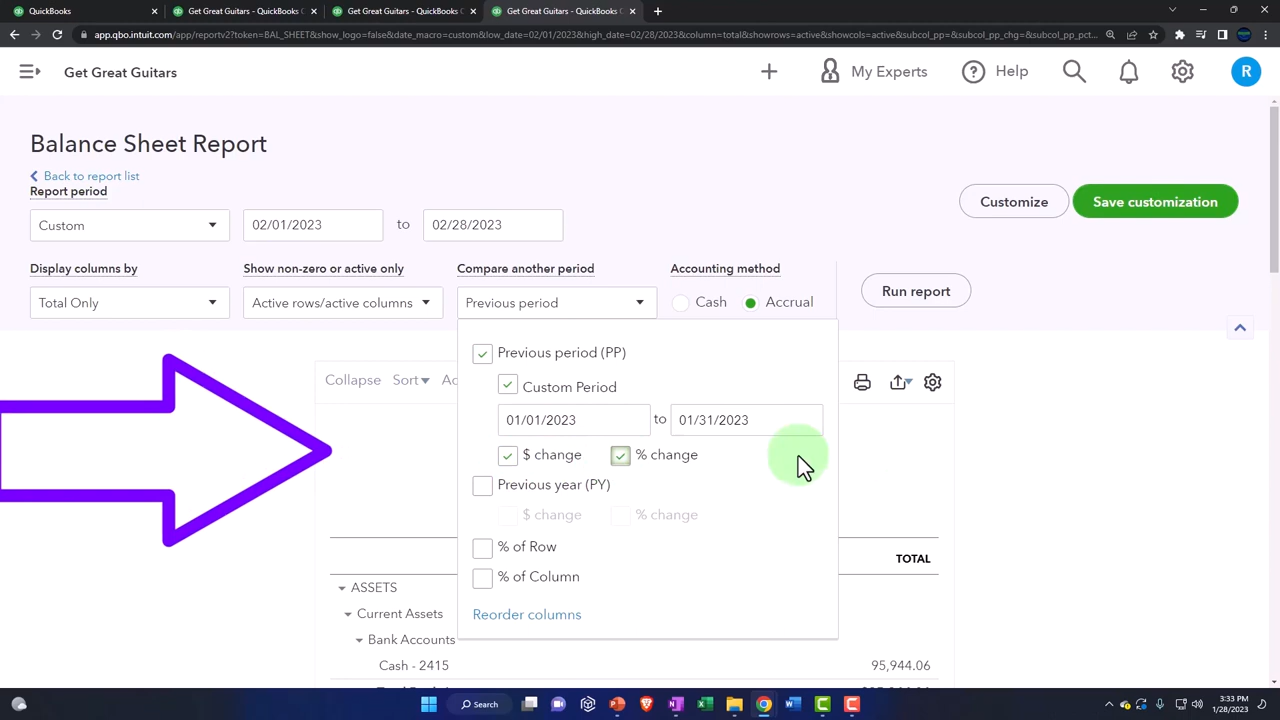 QuickBooks
Get Great Guitars - QuickBooks C
Get Great Guitars - QuickBooks C
Get Great Guitars - QuickBooks C
app.qbo.intuit.com/app/reportv2?token=BAL_SHEET&show_logo=false&date_macro=custom&low_date=02/01/2023&high_date=02/28/2023&column=total&showrows=active&showcols=active&subcol_pp=&subcol_pp_chg=&subcol_pp_pct...
Get Great Guitars
My Experts
Help
R
Balance Sheet Report
Back to report list
Report period
Custom
02/01/2023
to
02/28/2023
Customize
Save customization
Display columns by
Show non-zero or active only
Compare another period
Accounting method
Total Only
Active rows/active columns
Previous period
Cash
Accrual
Run report
Previous period (PP)
Custom Period
01/01/2023
to
01/31/2023
$ change
% change
Previous year (PY)
$ change
% change
% of Row
% of Column
Reorder columns
Collapse
Sort
Ac
TOTAL
ASSETS
Current Assets
Bank Accounts
Cash - 2415
95,944.06
Search
3:33 PM
1/28/2023